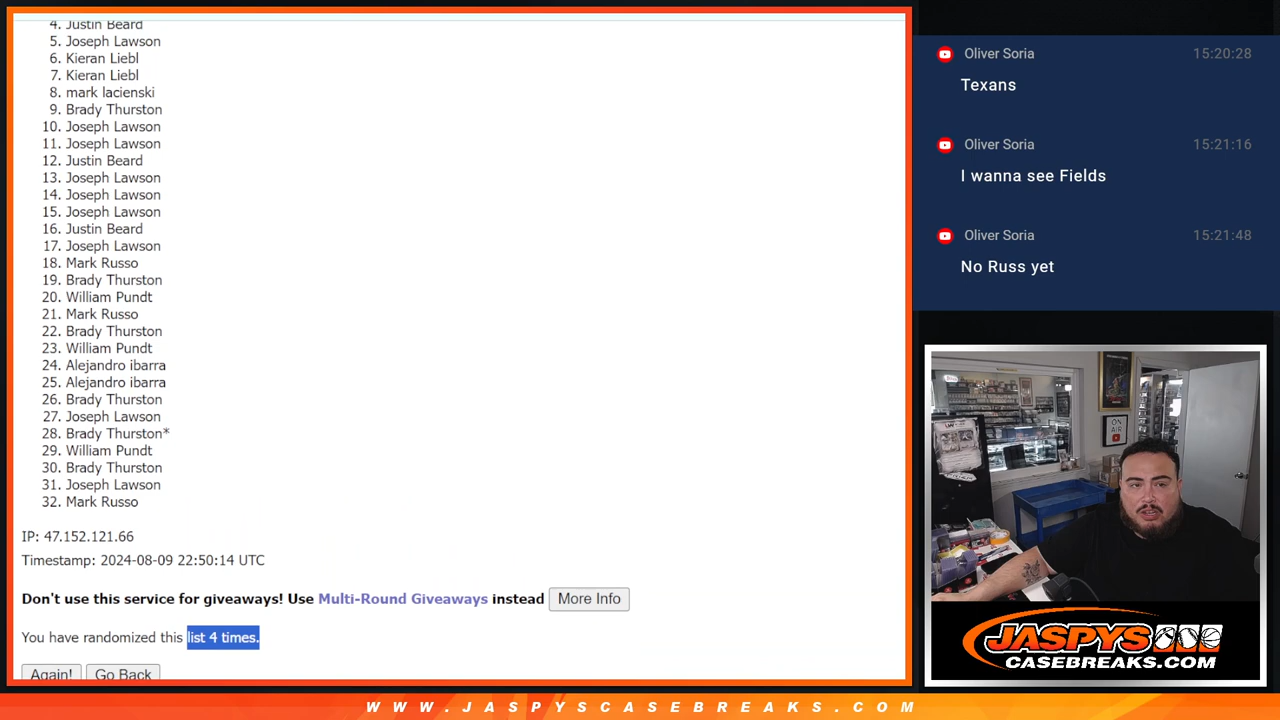 4. Justin Beard
5. Joseph Lawson
6. Kieran Liebl
7. Kieran Liebl
8. mark lacienski
9. Brady Thurston
10. Joseph Lawson
11. Joseph Lawson
12. Justin Beard
13. Joseph Lawson
14. Joseph Lawson
15. Joseph Lawson
16. Justin Beard
17. Joseph Lawson
18. Mark Russo
19. Brady Thurston
20. William Pundt
21. Mark Russo
22. Brady Thurston
23. William Pundt
24. Alejandro ibarra
25. Alejandro ibarra
26. Brady Thurston
27. Joseph Lawson
28. Brady Thurston*
29. William Pundt
30. Brady Thurston
31. Joseph Lawson
32. Mark Russo
IP: 47.152.121.66
Timestamp: 2024-08-09 22:50:14 UTC
Don't use this service for giveaways! Use Multi-Round Giveaways instead More Info
You have randomized this list 4 times.
Again! Go Back
Oliver Soria 15:20:28
Texans
Oliver Soria 15:21:16
I wanna see Fields
Oliver Soria 15:21:48
No Russ yet
ON AIR
JASPYS
CASEBREAKS.COM
WWW.JASPYSCASEBREAKS.COM